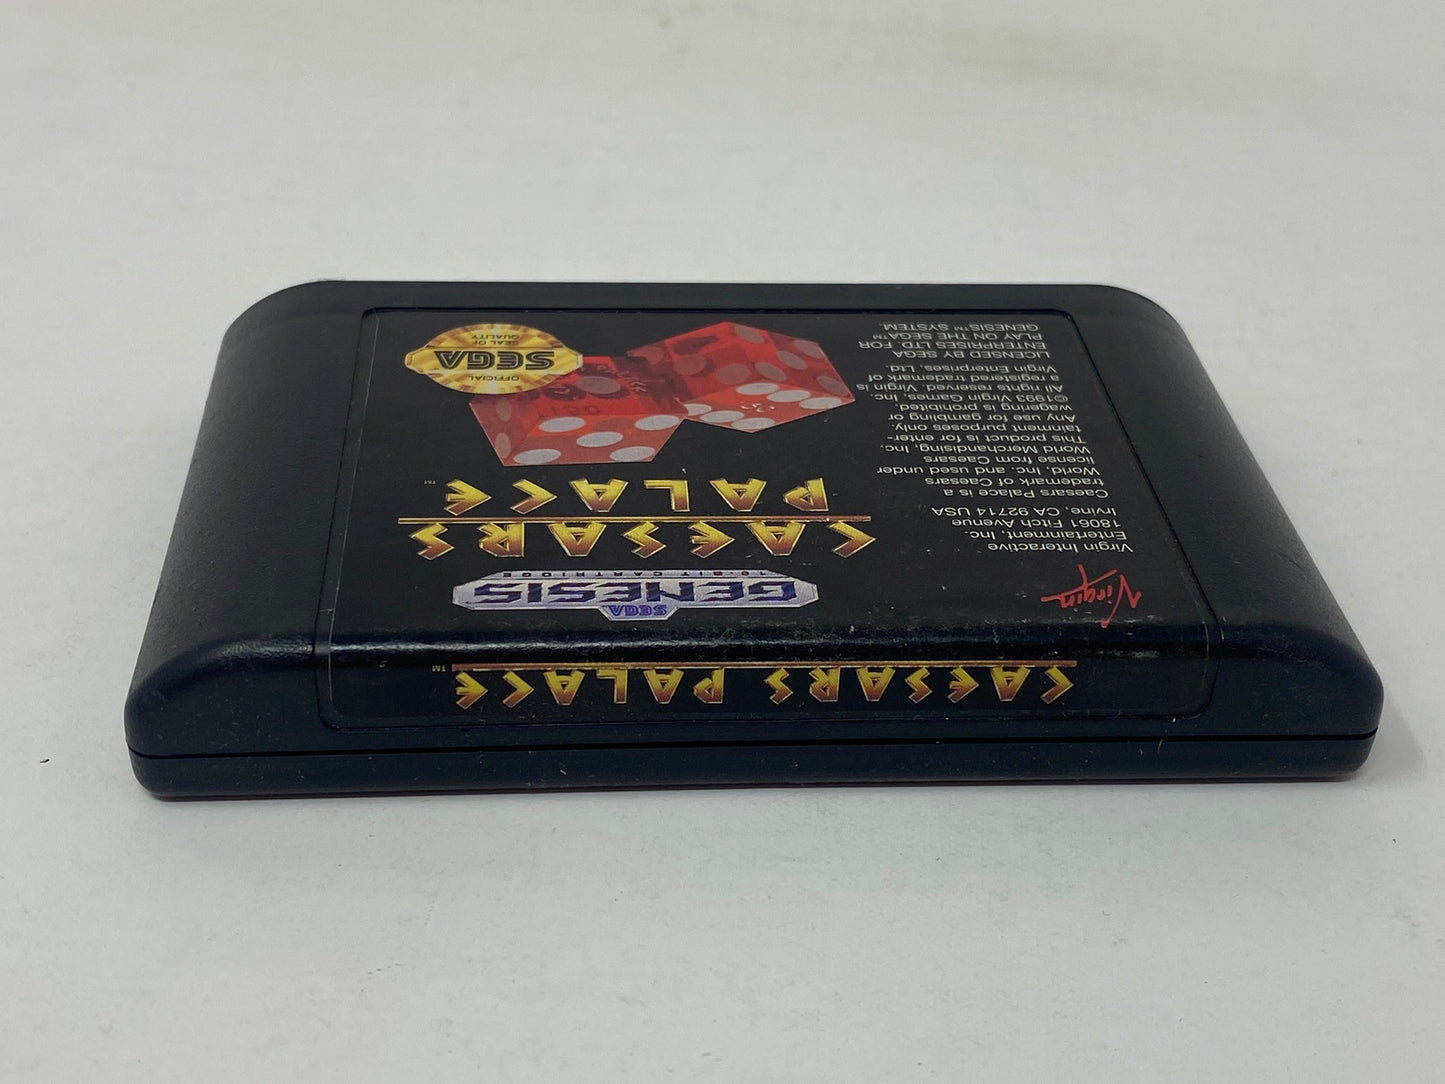 CAESARS PALACE™
SEGA
GENESIS
16-BIT CARTRIDGE
CAESARS
PALACE™
OFFICIAL
SEGA
SEAL OF
QUALITY
Virgin
Virgin Interactive
Entertainment, Inc.
18061 Fitch Avenue
Irvine, CA 92714 USA
Caesars Palace is a
trademark of Caesars
World, Inc. and used under
license from Caesars
World Merchandising, Inc.
This product is for enter-
tainment purposes only.
Any use for gambling or
wagering is prohibited
©1993 Virgin Games, Inc.
All rights reserved. Virgin is
a registered trademark of
Virgin Enterprises, Ltd.
LICENSED BY SEGA
ENTERPRISES LTD. FOR
PLAY ON THE SEGA™
GENESIS™ SYSTEM.